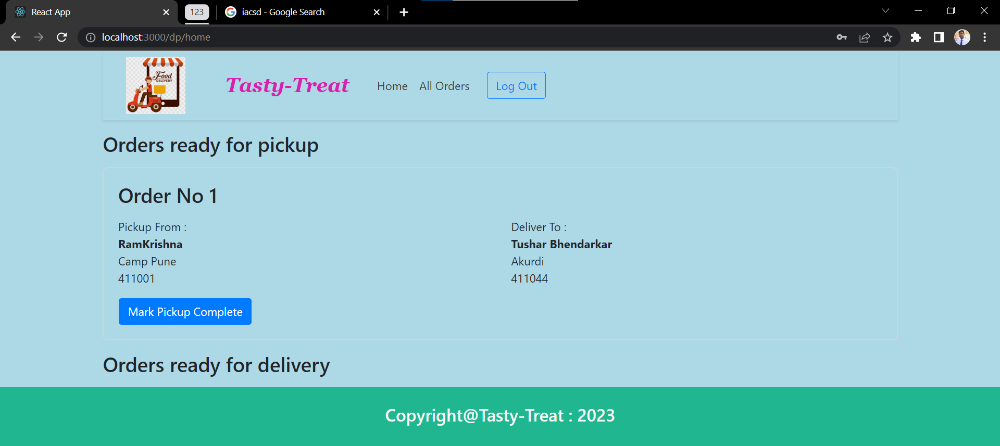 React App
123
iacsd - Google Search
localhost:3000/dp/home
Food
DELIVERY
Tasty-Treat
Home
All Orders
Log Out
Orders ready for pickup
Order No 1
Pickup From :
RamKrishna
Camp Pune
411001
Deliver To :
Tushar Bhendarkar
Akurdi
411044
Mark Pickup Complete
Orders ready for delivery
Copyright@Tasty-Treat : 2023